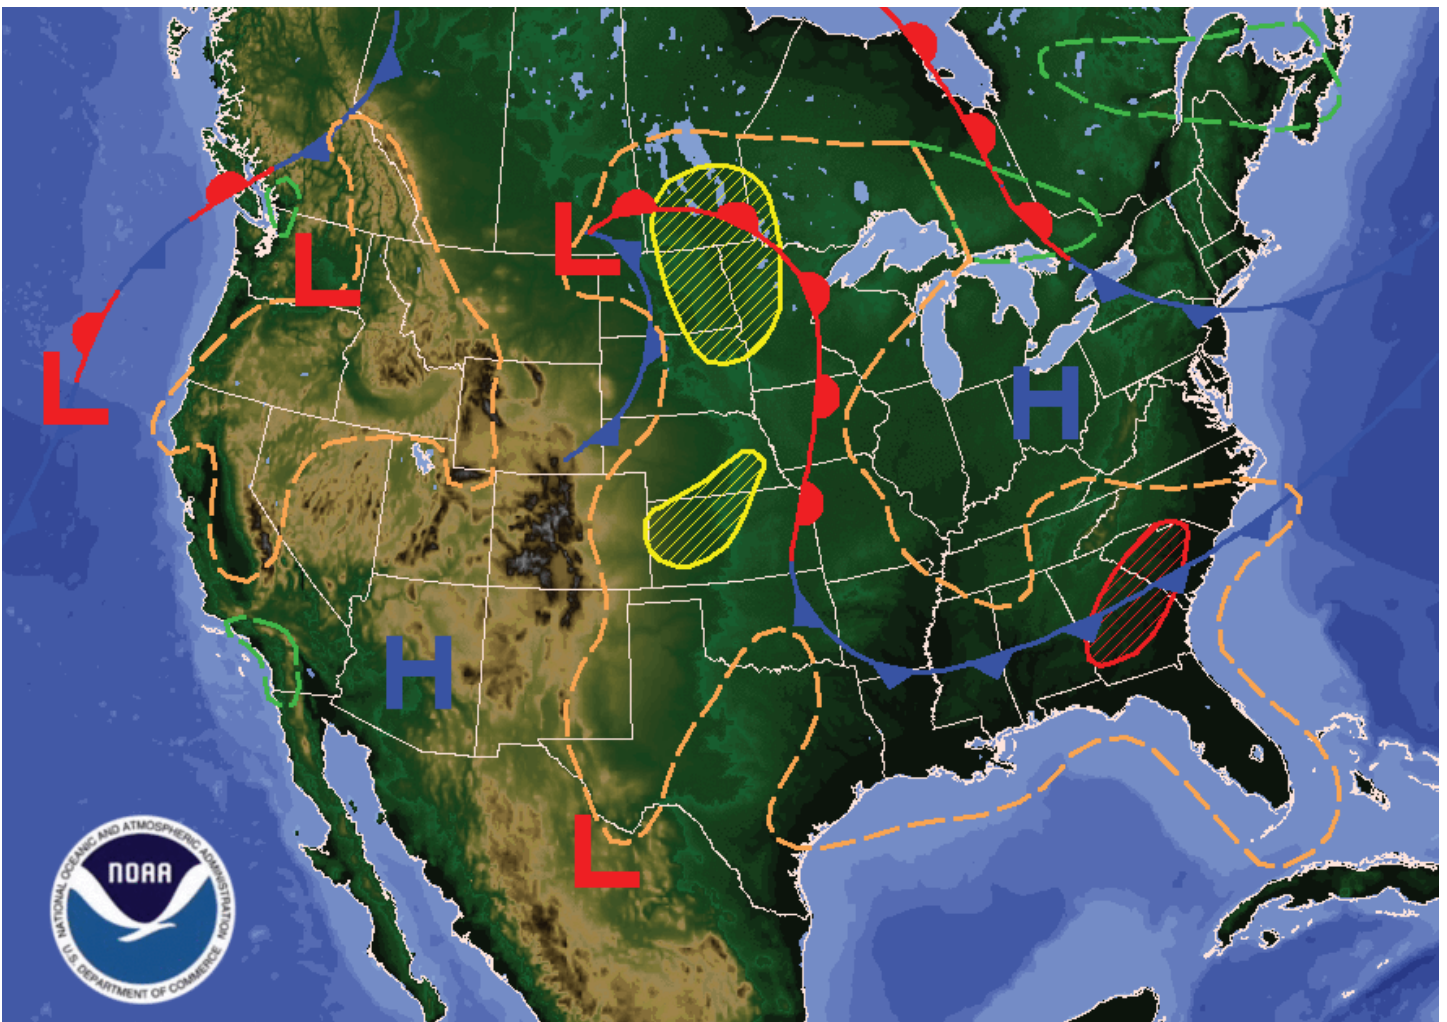 L
L
L
H
H
L
NOAA
NATIONAL OCEANIC AND ATMOSPHERIC ADMINISTRATION
U.S. DEPARTMENT OF COMMERCE